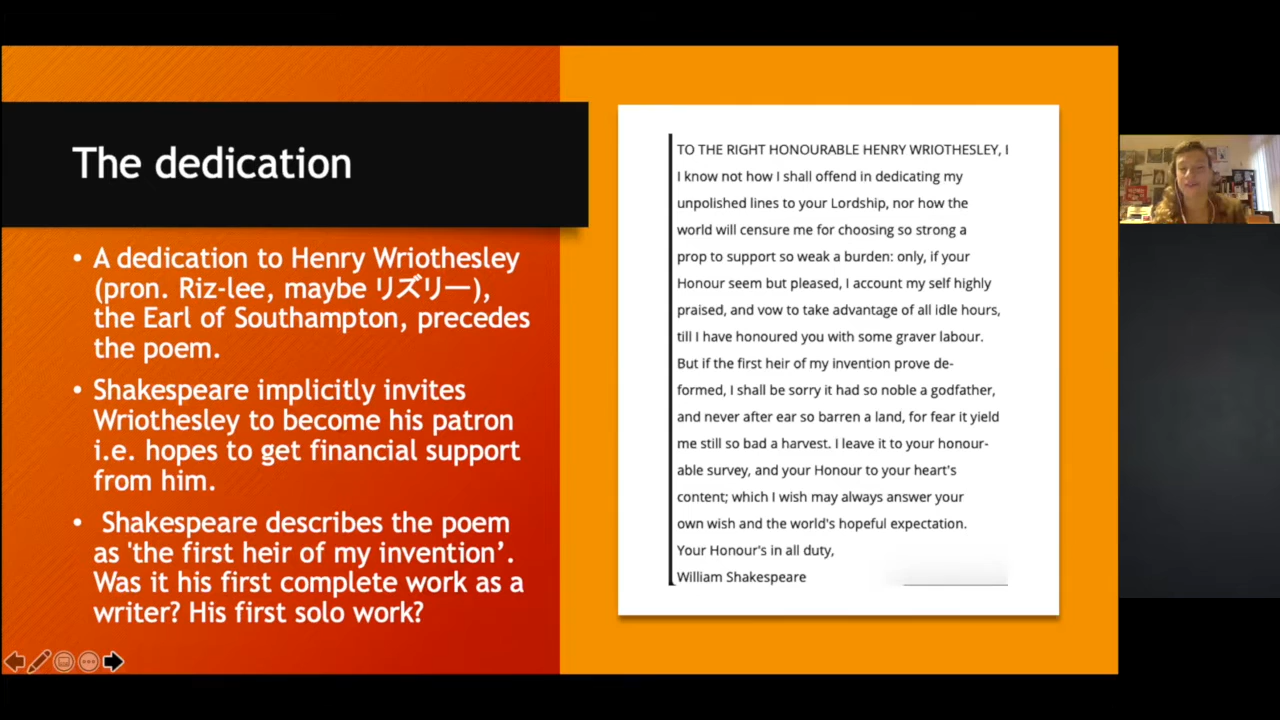 The dedication
• A dedication to Henry Wriothesley
(pron. Riz-lee, maybe リズリー),
the Earl of Southampton, precedes
the poem.
• Shakespeare implicitly invites
Wriothesley to become his patron
i.e. hopes to get financial support
from him.
• Shakespeare describes the poem
as 'the first heir of my invention’.
Was it his first complete work as a
writer? His first solo work?
TO THE RIGHT HONOURABLE HENRY WRIOTHESLEY, I
I know not how I shall offend in dedicating my
unpolished lines to your Lordship, nor how the
world will censure me for choosing so strong a
prop to support so weak a burden: only, if your
Honour seem but pleased, I account my self highly
praised, and vow to take advantage of all idle hours,
till I have honoured you with some graver labour.
But if the first heir of my invention prove de-
formed, I shall be sorry it had so noble a godfather,
and never after ear so barren a land, for fear it yield
me still so bad a harvest. I leave it to your honour-
able survey, and your Honour to your heart's
content; which I wish may always answer your
own wish and the world's hopeful expectation.
Your Honour's in all duty,
William Shakespeare